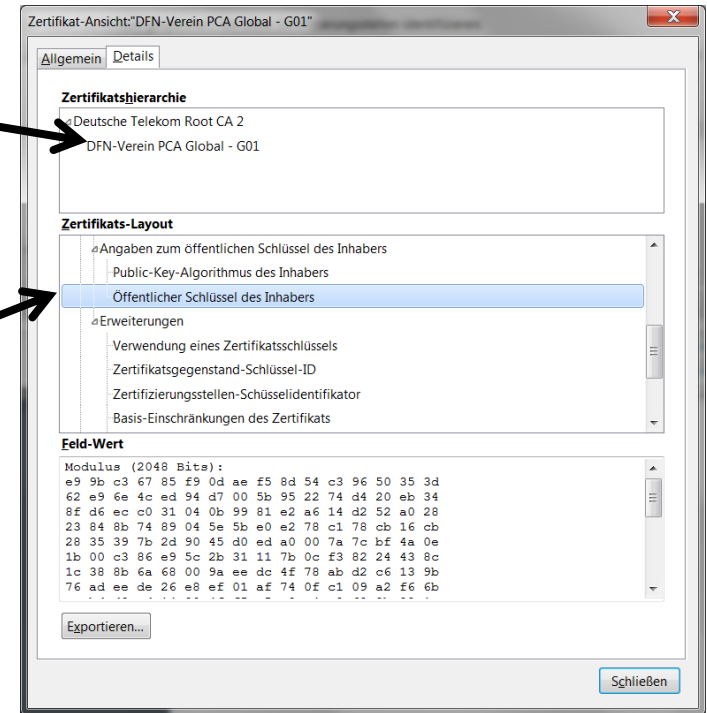 Zertifikat-Ansicht:"DFN-Verein PCA Global - G01"
Allgemein Details
Zertifikatshierarchie
Deutsche Telekom Root CA 2
DFN-Verein PCA Global - G01
Zertifikats-Layout
Angaben zum öffentlichen Schlüssel des Inhabers
Public-Key-Algorithmus des Inhabers
Öffentlicher Schlüssel des Inhabers
Erweiterungen
Verwendung eines Zertifikatsschlüssels
Zertifikatsgegenstand-Schlüssel-ID
Zertifizierungsstellen-Schüsselidentifikator
Basis-Einschränkungen des Zertifikats
Feld-Wert
Modulus (2048 Bits):
e9 9b c3 67 85 f9 0d ae f5 8d 54 c3 96 50 35 3d
62 e9 6e 4c ed 94 d7 00 5b 95 22 74 d4 20 eb 34
8f d6 ec c0 31 04 0b 99 81 e2 a6 14 d2 52 a0 28
23 84 8b 74 89 04 5e 5b e0 e2 78 c1 78 cb 16 cb
28 35 39 7b 2d 90 45 d0 ed a0 00 7a 7c bf 4a 0e
1b 00 c3 86 e9 5c 2b 31 11 7b 0c f3 82 24 43 8c
1c 38 8b 6a 68 00 9a ee dc 4f 78 ab d2 c6 13 9b
76 ad ee de 26 e8 ef 01 af 74 0f c1 09 a2 f6 6b
Exportieren...
Schließen